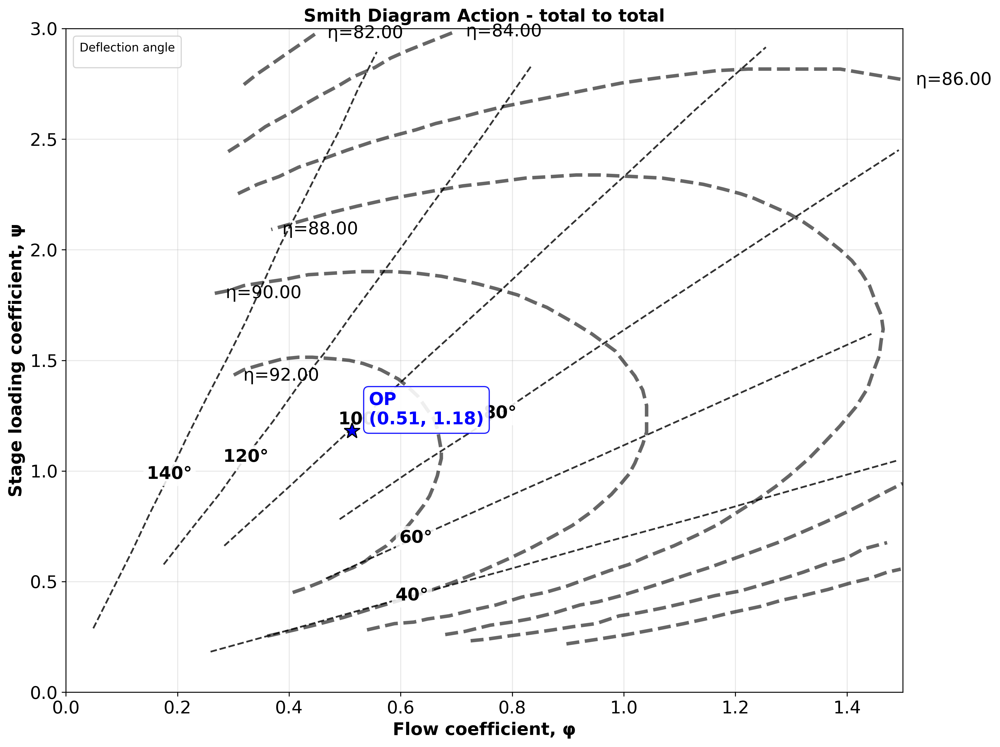 Smith Diagram Action - total to total
η=82.00
η=84.00
3.0
Deflection angle
η=86.00
2.5
η=88.00
2.0
η=90.00
1.5
η=92.00
OP
(0.51, 1.18)
10
80°
120°
140°
1.0
60°
0.5
40°
0.0
0.0 0.2 0.4 0.6 0.8 1.0 1.2 1.4
Stage loading coefficient, ψ
Flow coefficient, φ